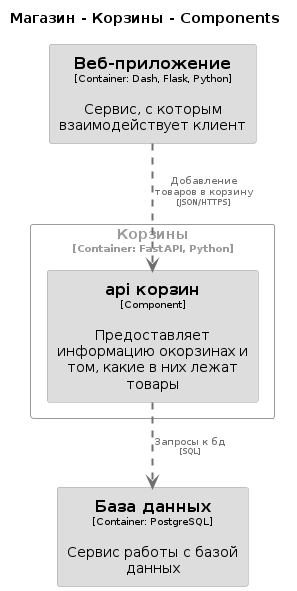 Магазин - Корзины - Components
Веб-приложение
[Container: Dash, Flask, Python]
Сервис, с которым
взаимодействует клиент
Добавление
товаров в корзину
[JSON/HTTPS]
Корзины
[Container: FastAPI, Python]
api корзин
[Component]
Предоставляет
информацию окорзинах и
том, какие в них лежат
товары
Запросы к бд
[SQL]
База данных
[Container: PostgreSQL]
Сервис работы с базой
данных